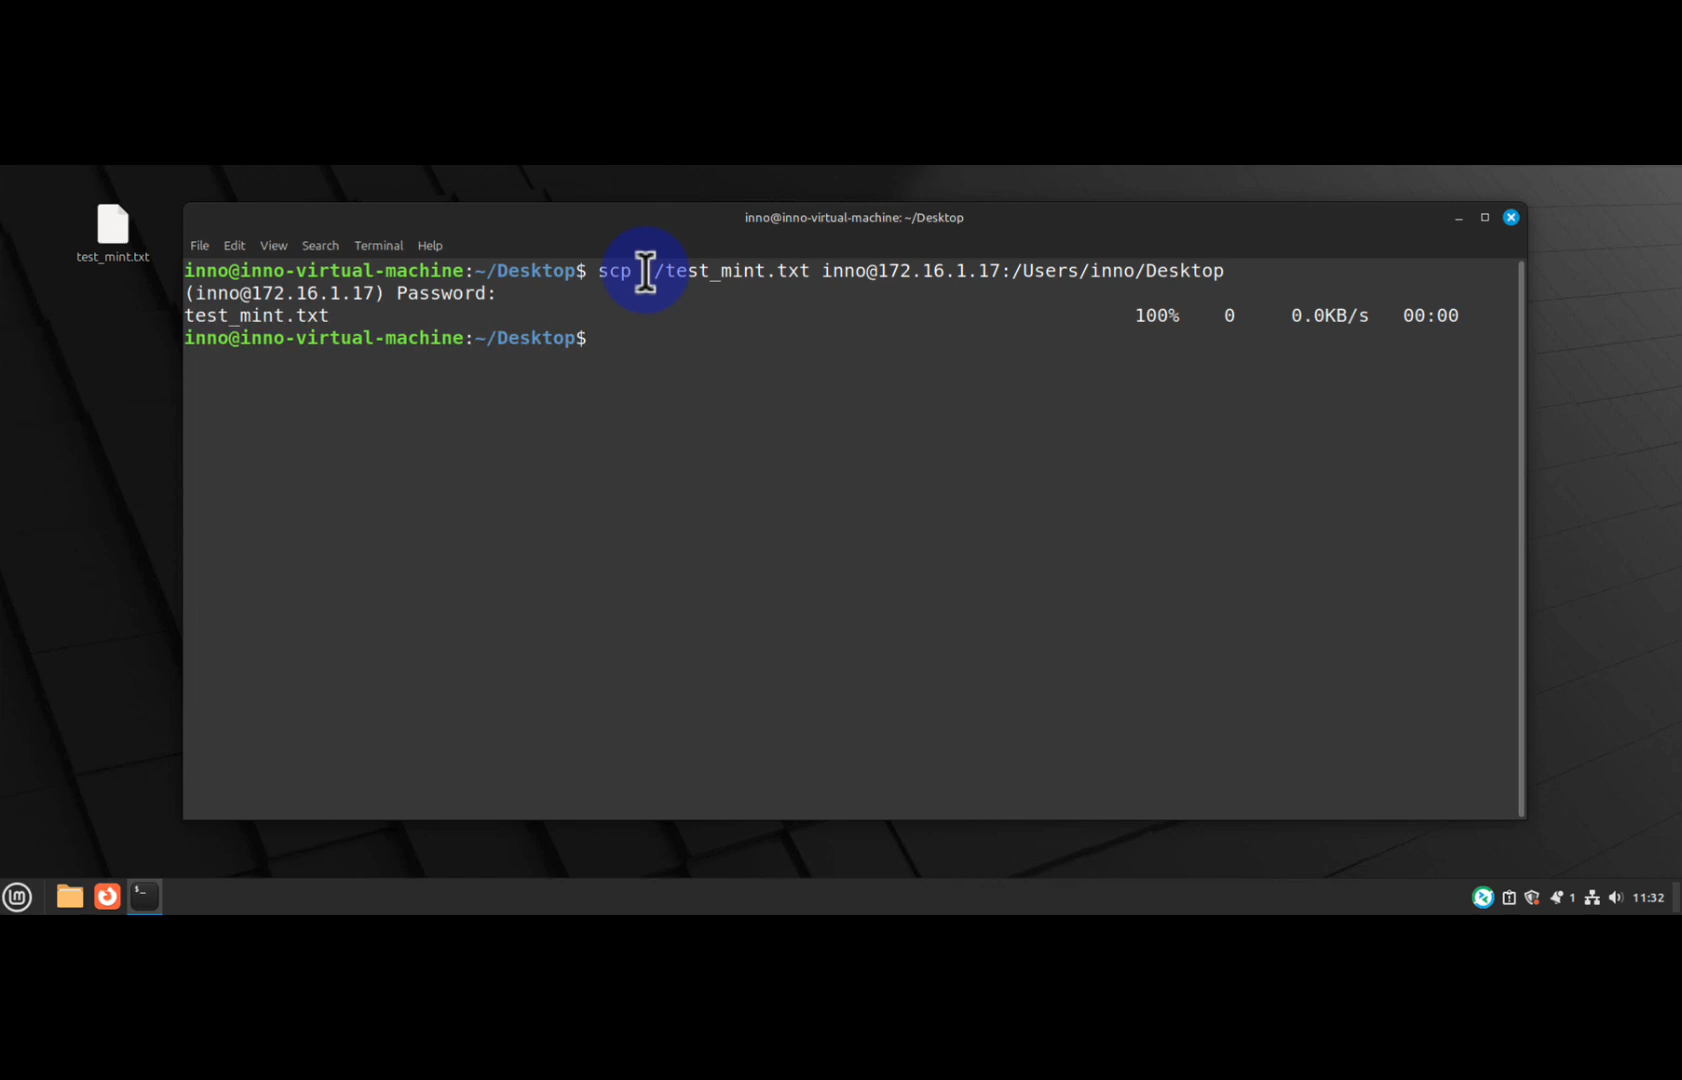 test_mint.txt
inno@inno-virtual-machine: ~/Desktop
File Edit View Search Terminal Help
inno@inno-virtual-machine:~/Desktop$ scp /test_mint.txt inno@172.16.1.17:/Users/inno/Desktop
(inno@172.16.1.17) Password:
test_mint.txt 100% 0 0.0KB/s 00:00
inno@inno-virtual-machine:~/Desktop$
1 11:32